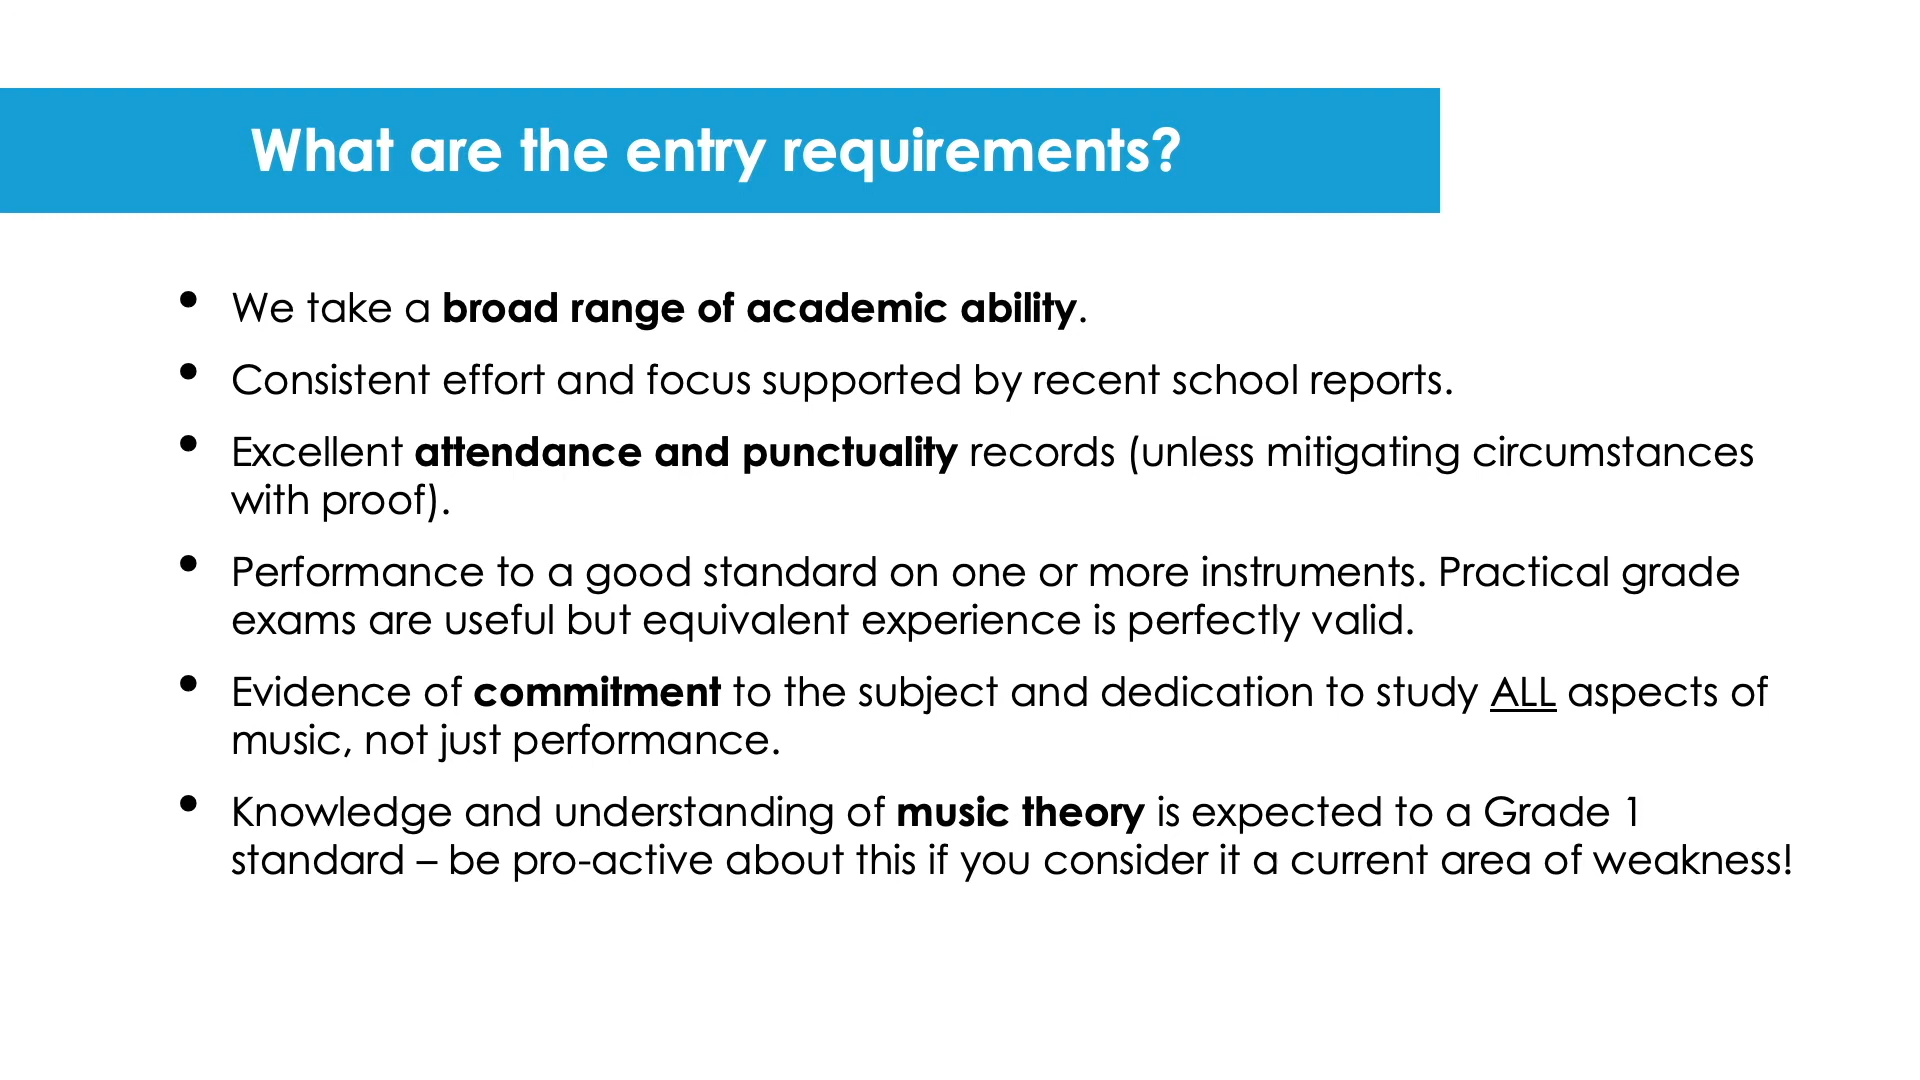 What are the entry requirements?
• We take a broad range of academic ability.
• Consistent effort and focus supported by recent school reports.
• Excellent attendance and punctuality records (unless mitigating circumstances
with proof).
• Performance to a good standard on one or more instruments. Practical grade
exams are useful but equivalent experience is perfectly valid.
• Evidence of commitment to the subject and dedication to study ALL aspects of
music, not just performance.
• Knowledge and understanding of music theory is expected to a Grade 1
standard – be pro-active about this if you consider it a current area of weakness!